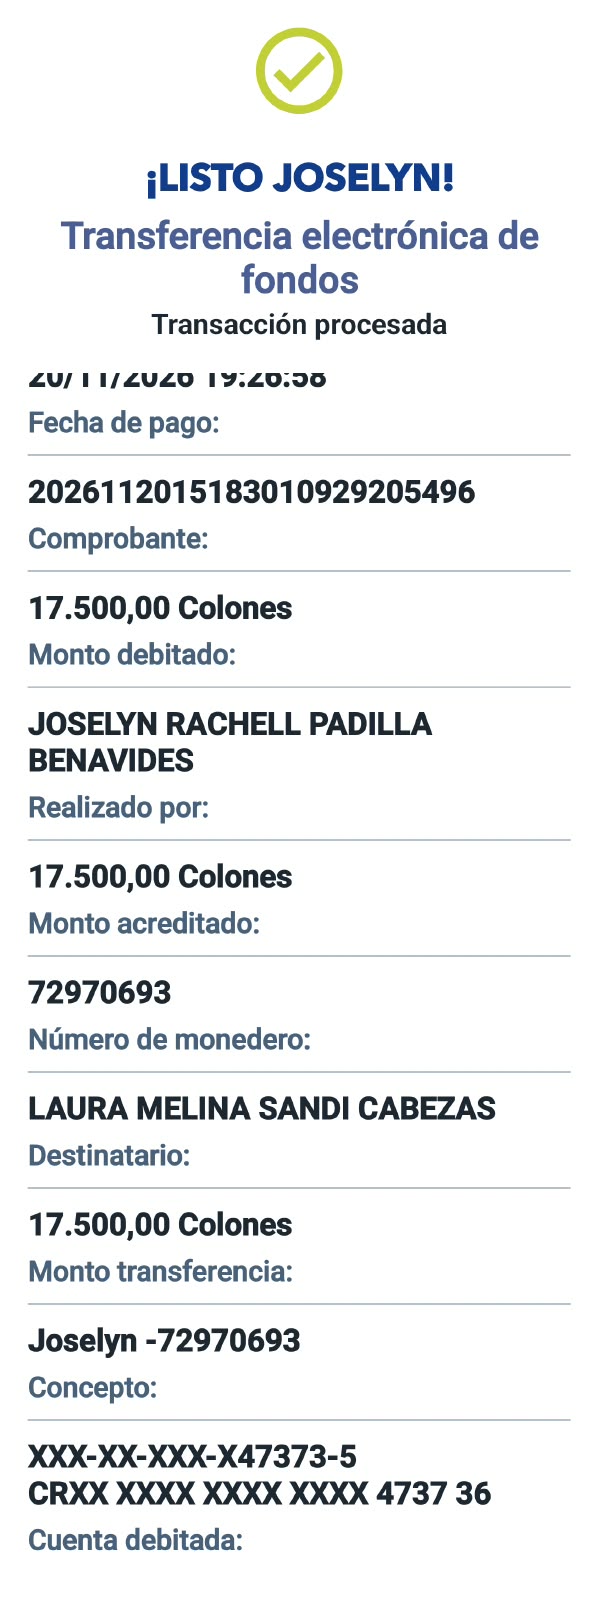 ¡LISTO JOSELYN!
Transferencia electrónica de
fondos
Transacción procesada
20/11/2026 19:26:58
Fecha de pago:
2026112015183010929205496
Comprobante:
17.500,00 Colones
Monto debitado:
JOSELYN RACHELL PADILLA
BENAVIDES
Realizado por:
17.500,00 Colones
Monto acreditado:
72970693
Número de monedero:
LAURA MELINA SANDI CABEZAS
Destinatario:
17.500,00 Colones
Monto transferencia:
Joselyn -72970693
Concepto:
XXX-XX-XXX-X47373-5
CRXX XXXX XXXX XXXX 4737 36
Cuenta debitada: